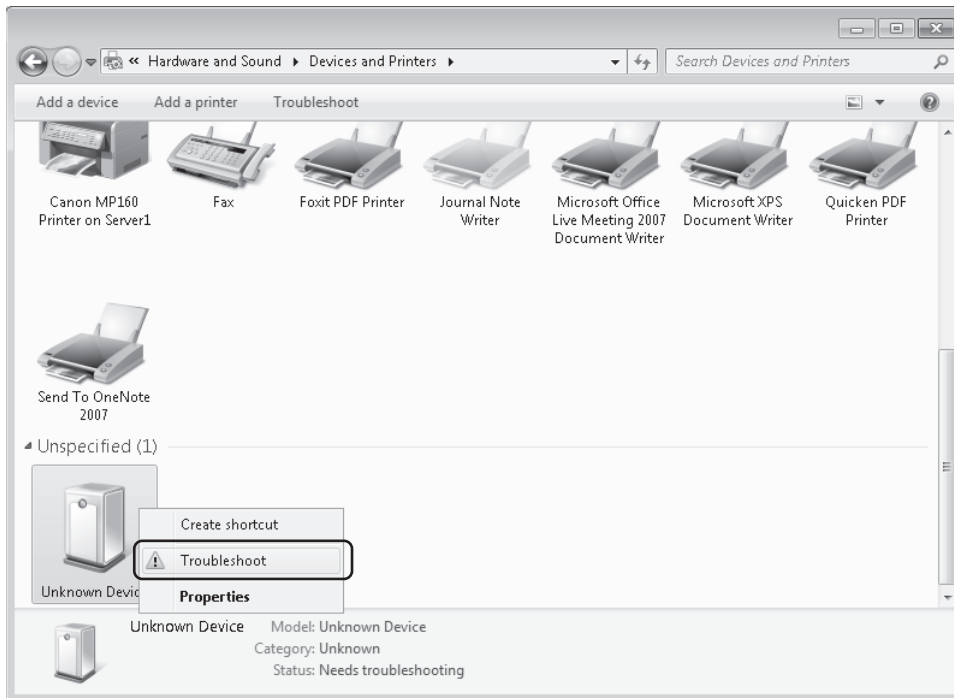 « Hardware and Sound ▸ Devices and Printers ▸
Search Devices and Printers
Add a device Add a printer Troubleshoot
Canon MP160
Printer on Server1
Fax
Foxit PDF Printer
Journal Note
Writer
Microsoft Office
Live Meeting 2007
Document Writer
Microsoft XPS
Document Writer
Quicken PDF
Printer
Send To OneNote
2007
Unspecified (1)
Unknown Devic
Create shortcut
Troubleshoot
Properties
Unknown Device Model: Unknown Device
Category: Unknown
Status: Needs troubleshooting